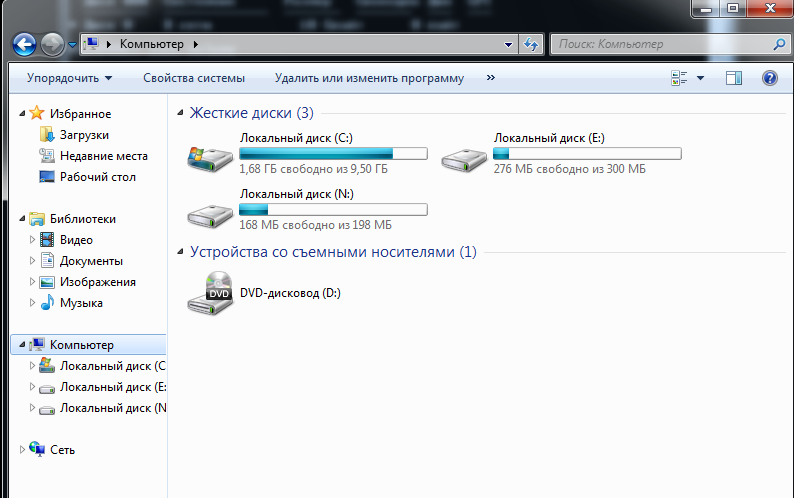 Компьютер
Поиск: Компьютер
Упорядочить Свойства системы Удалить или изменить программу »
Избранное
Загрузки
Недавние места
Рабочий стол
Библиотеки
Видео
Документы
Изображения
Музыка
Компьютер
Локальный диск (C
Локальный диск (E:
Локальный диск (N
Сеть
Жесткие диски (3)
Локальный диск (C:)
1,68 ГБ свободно из 9,50 ГБ
Локальный диск (E:)
276 МБ свободно из 300 МБ
Локальный диск (N:)
168 МБ свободно из 198 МБ
Устройства со съемными носителями (1)
DVD
DVD-дисковод (D:)